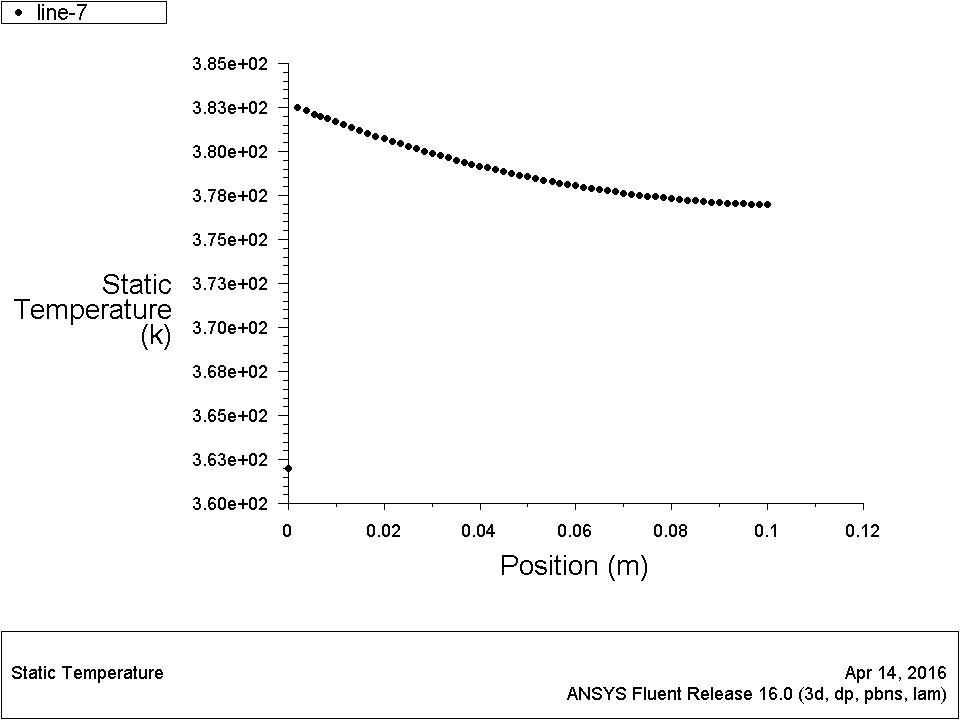 line-7
3.85e+02
3.83e+02
3.80e+02
3.78e+02
3.75e+02
3.73e+02
3.70e+02
3.68e+02
3.65e+02
3.63e+02
3.60e+02
Static
Temperature
(k)
0 0.02 0.04 0.06 0.08 0.1 0.12
Position (m)
Static Temperature
Apr 14, 2016
ANSYS Fluent Release 16.0 (3d, dp, pbns, lam)